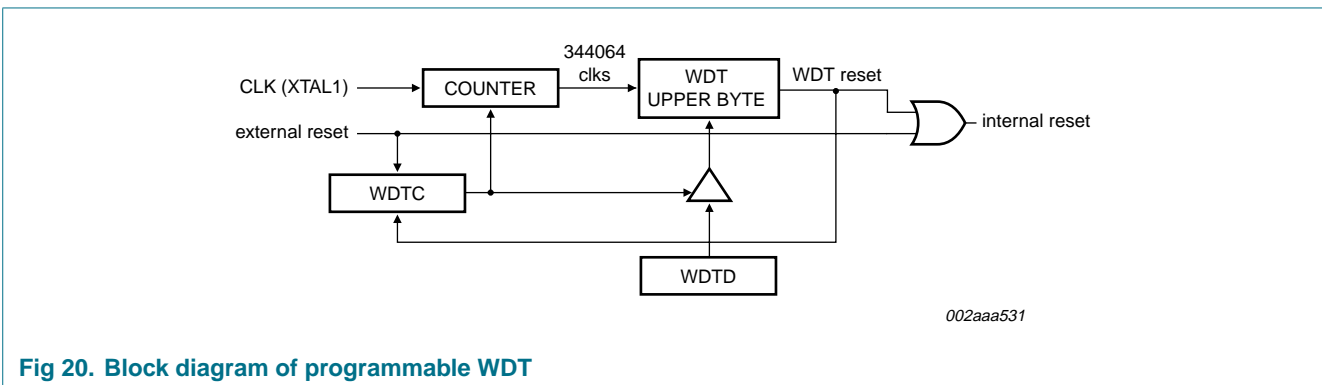 344064
clks
CLK (XTAL1)
COUNTER
WDT
UPPER BYTE
WDT reset
external reset
internal reset
WDTC
WDTD
002aaa531
Fig 20. Block diagram of programmable WDT